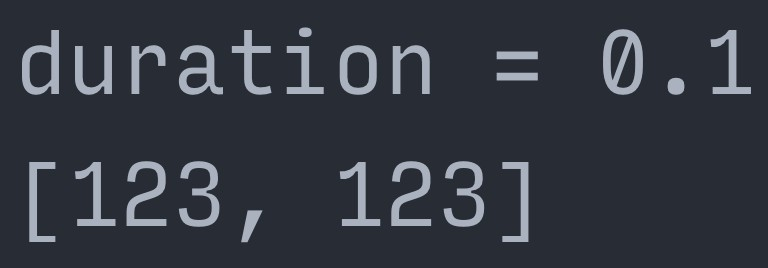 duration = 0.1
[123, 123]